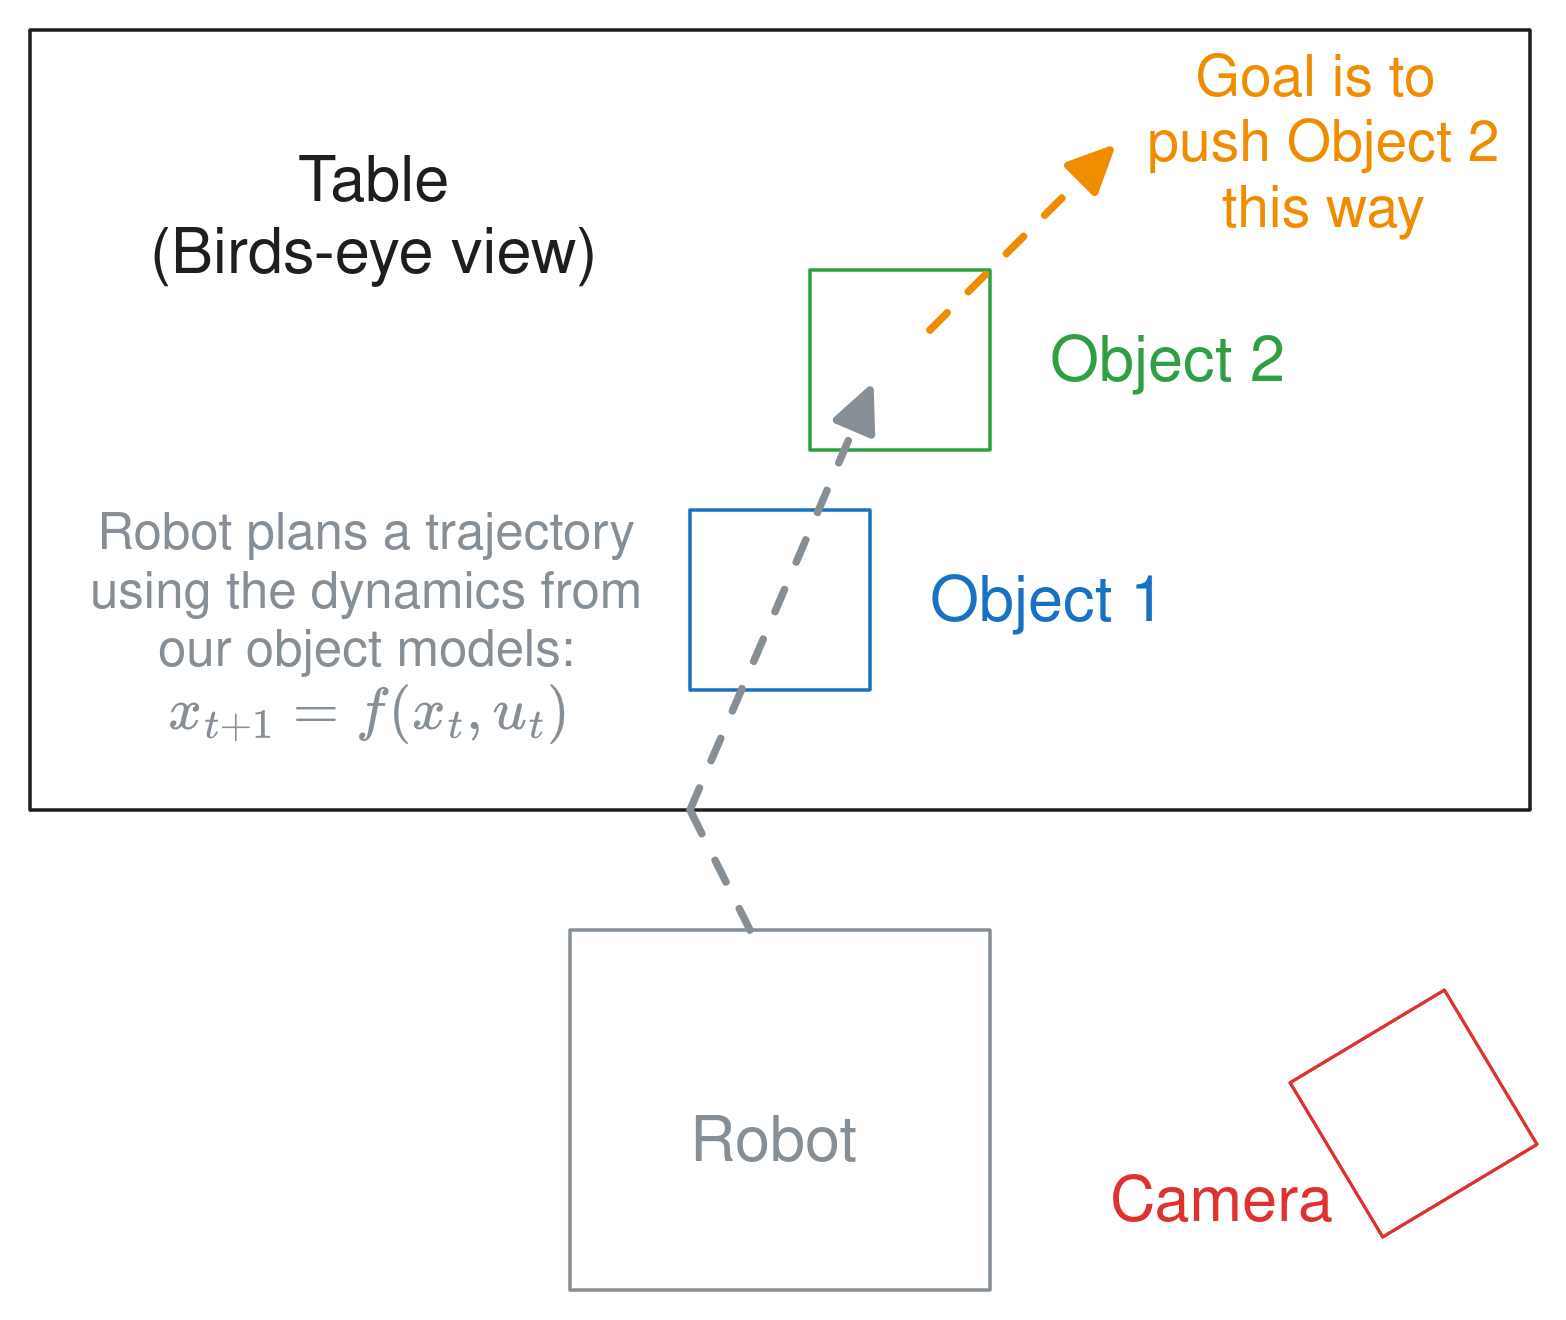 Goal is to
push Object 2
this way
Table
(Birds-eye view)
Object 2
Robot plans a trajectory
using the dynamics from
our object models:
$x_{t+1} = f(x_t, u_t)$
Object 1
Robot
Camera